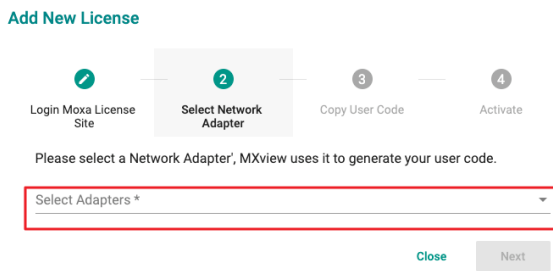 Add New License
2
3
4
Login Moxa License
Site
Select Network
Adapter
Copy User Code
Activate
Please select a Network Adapter', MXview uses it to generate your user code.
Select Adapters *
Close
Next